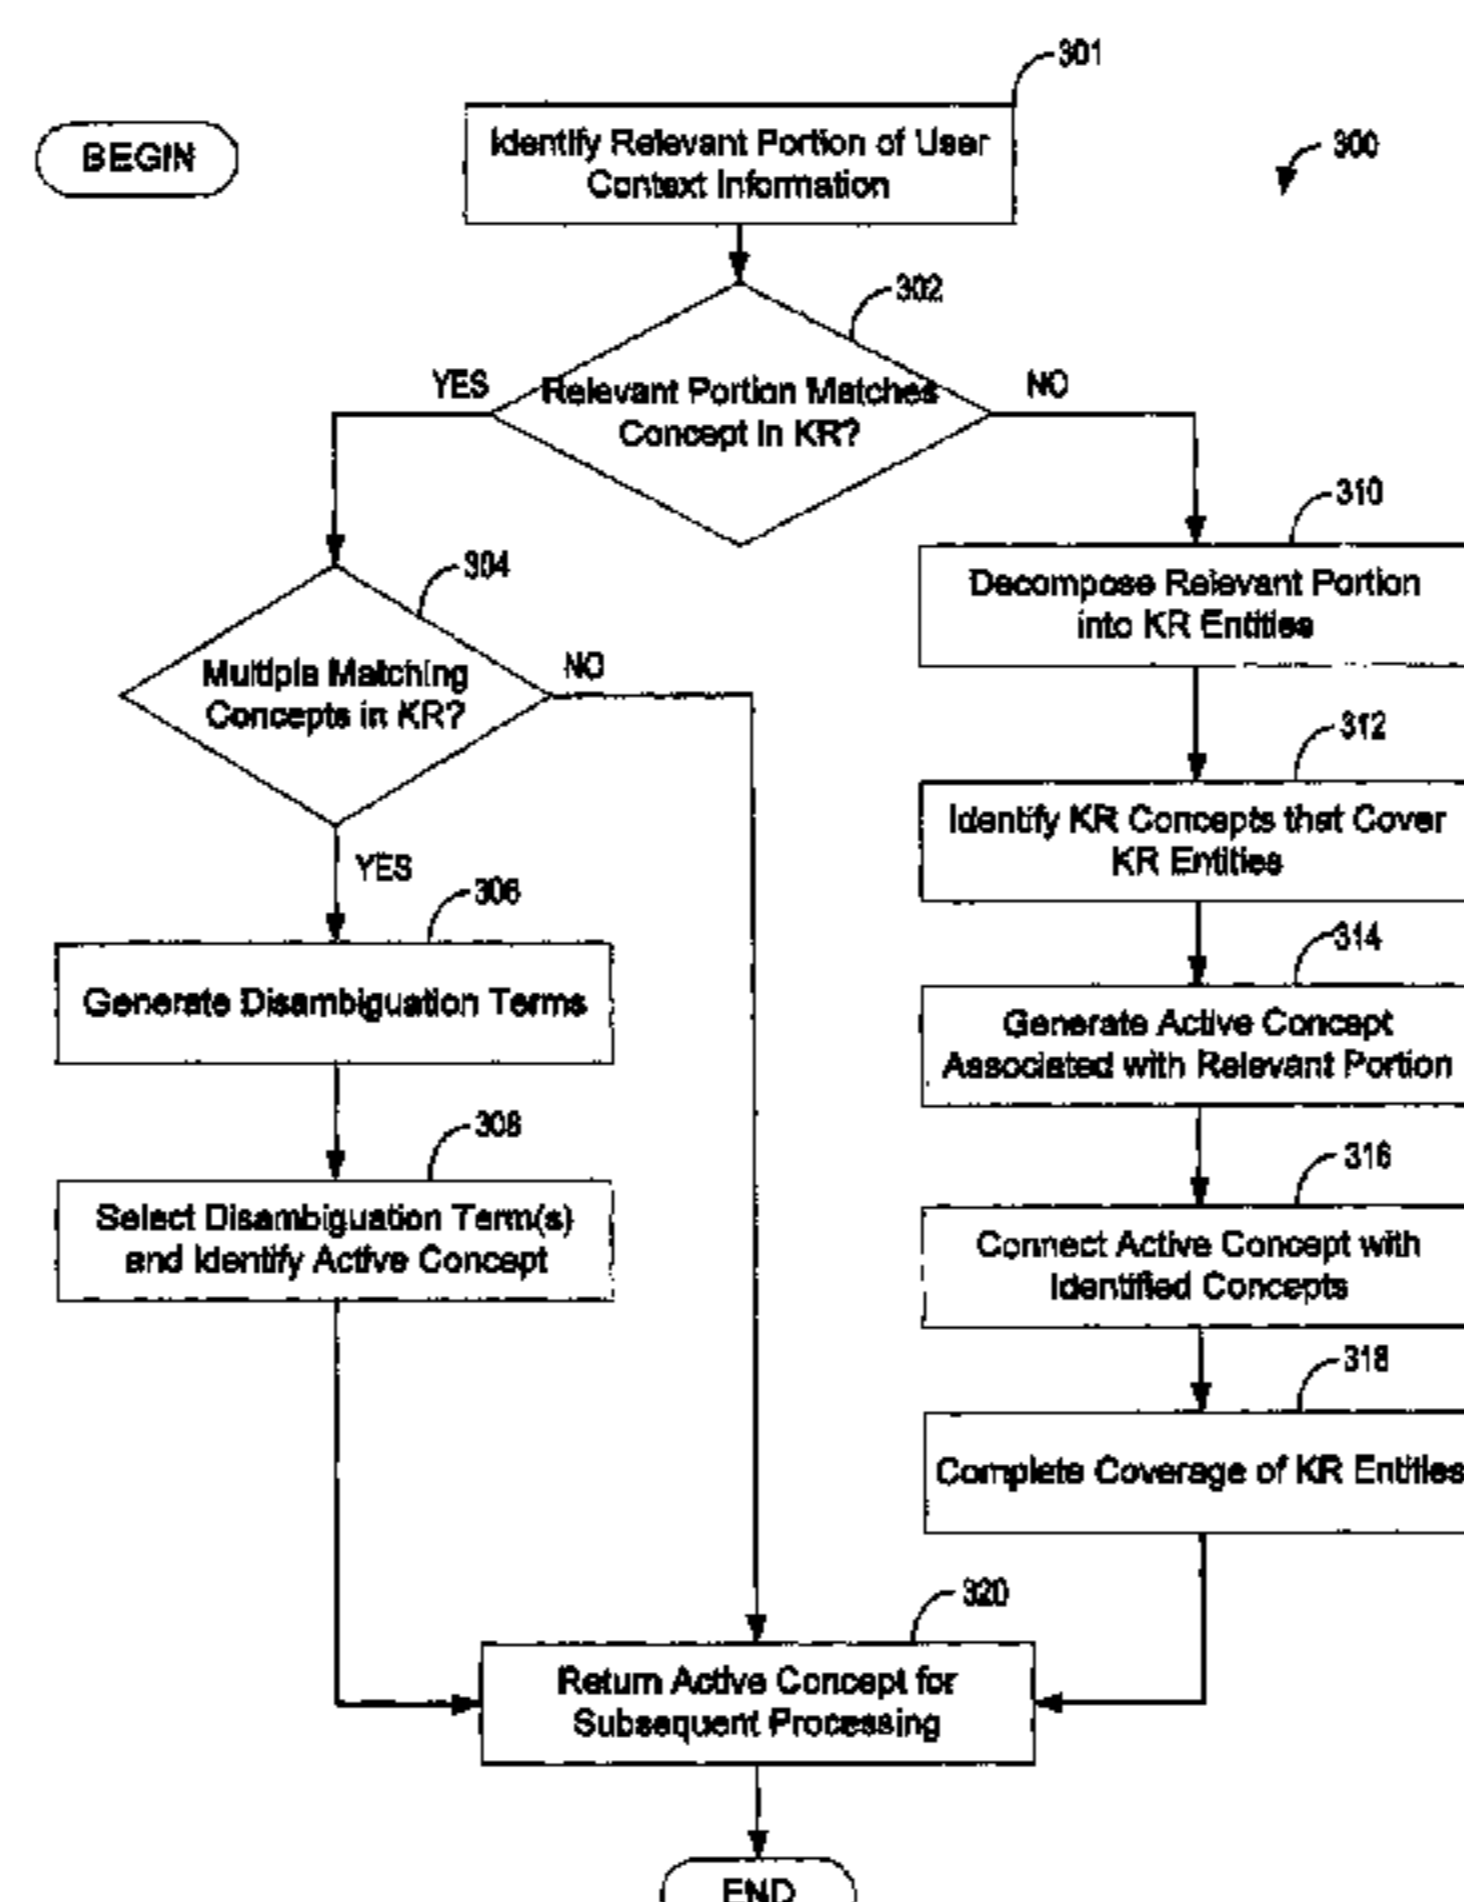 301
BEGIN
Identify Relevant Portion of User
Context Information
300
302
YES
Relevant Portion Matches
Concept in KR?
NO
310
304
Decompose Relevant Portion
into KR Entities
Multiple Matching
Concepts in KR?
NO
312
Identify KR Concepts that Cover
KR Entities
YES
306
314
Generate Disambiguation Terms
Generate Active Concept
Associated with Relevant Portion
308
316
Select Disambiguation Term(s)
and Identify Active Concept
Connect Active Concept with
Identified Concepts
318
Complete Coverage of KR Entities
320
Return Active Concept for
Subsequent Processing
END